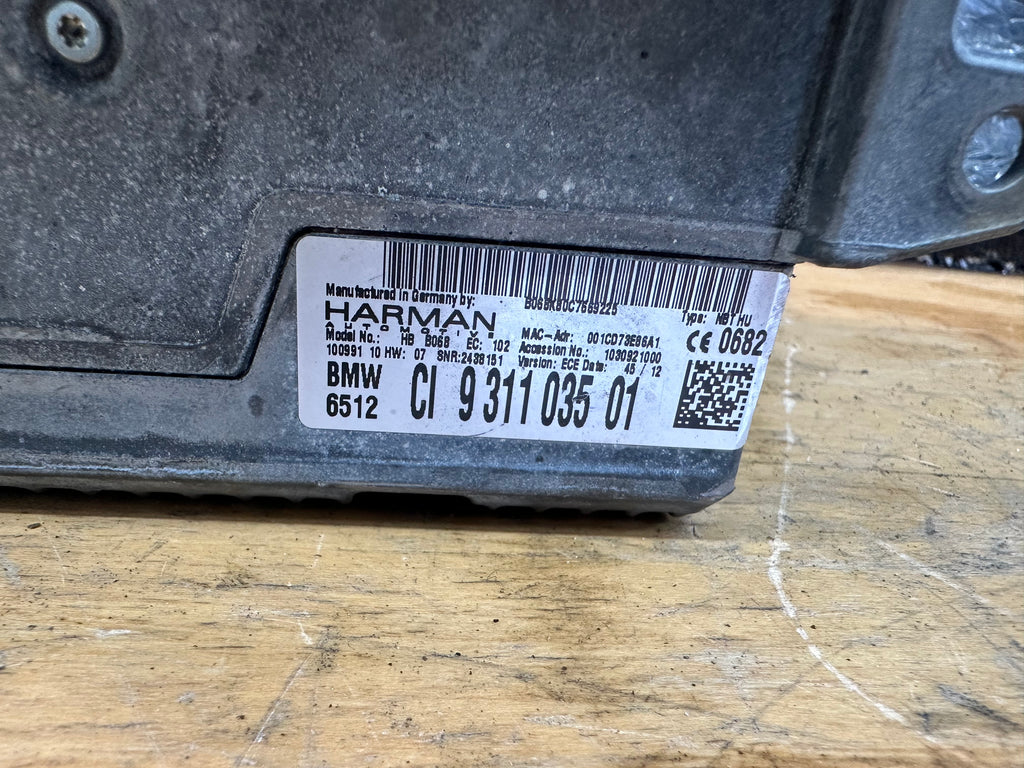 B068K80C7669225
Manufactured in Germany by:
HARMAN
AUTOMOTIVE
Type: NBT HU
CE 0682
Model No.: HB B068 EC: 102
MAC-Adr: 001CD73E86A1
100991 10 HW: 07 SNR:2438151
Accession No.: 1030921000
Version: ECE Date: 45 / 12
BMW
6512
CI 9 311 035 01